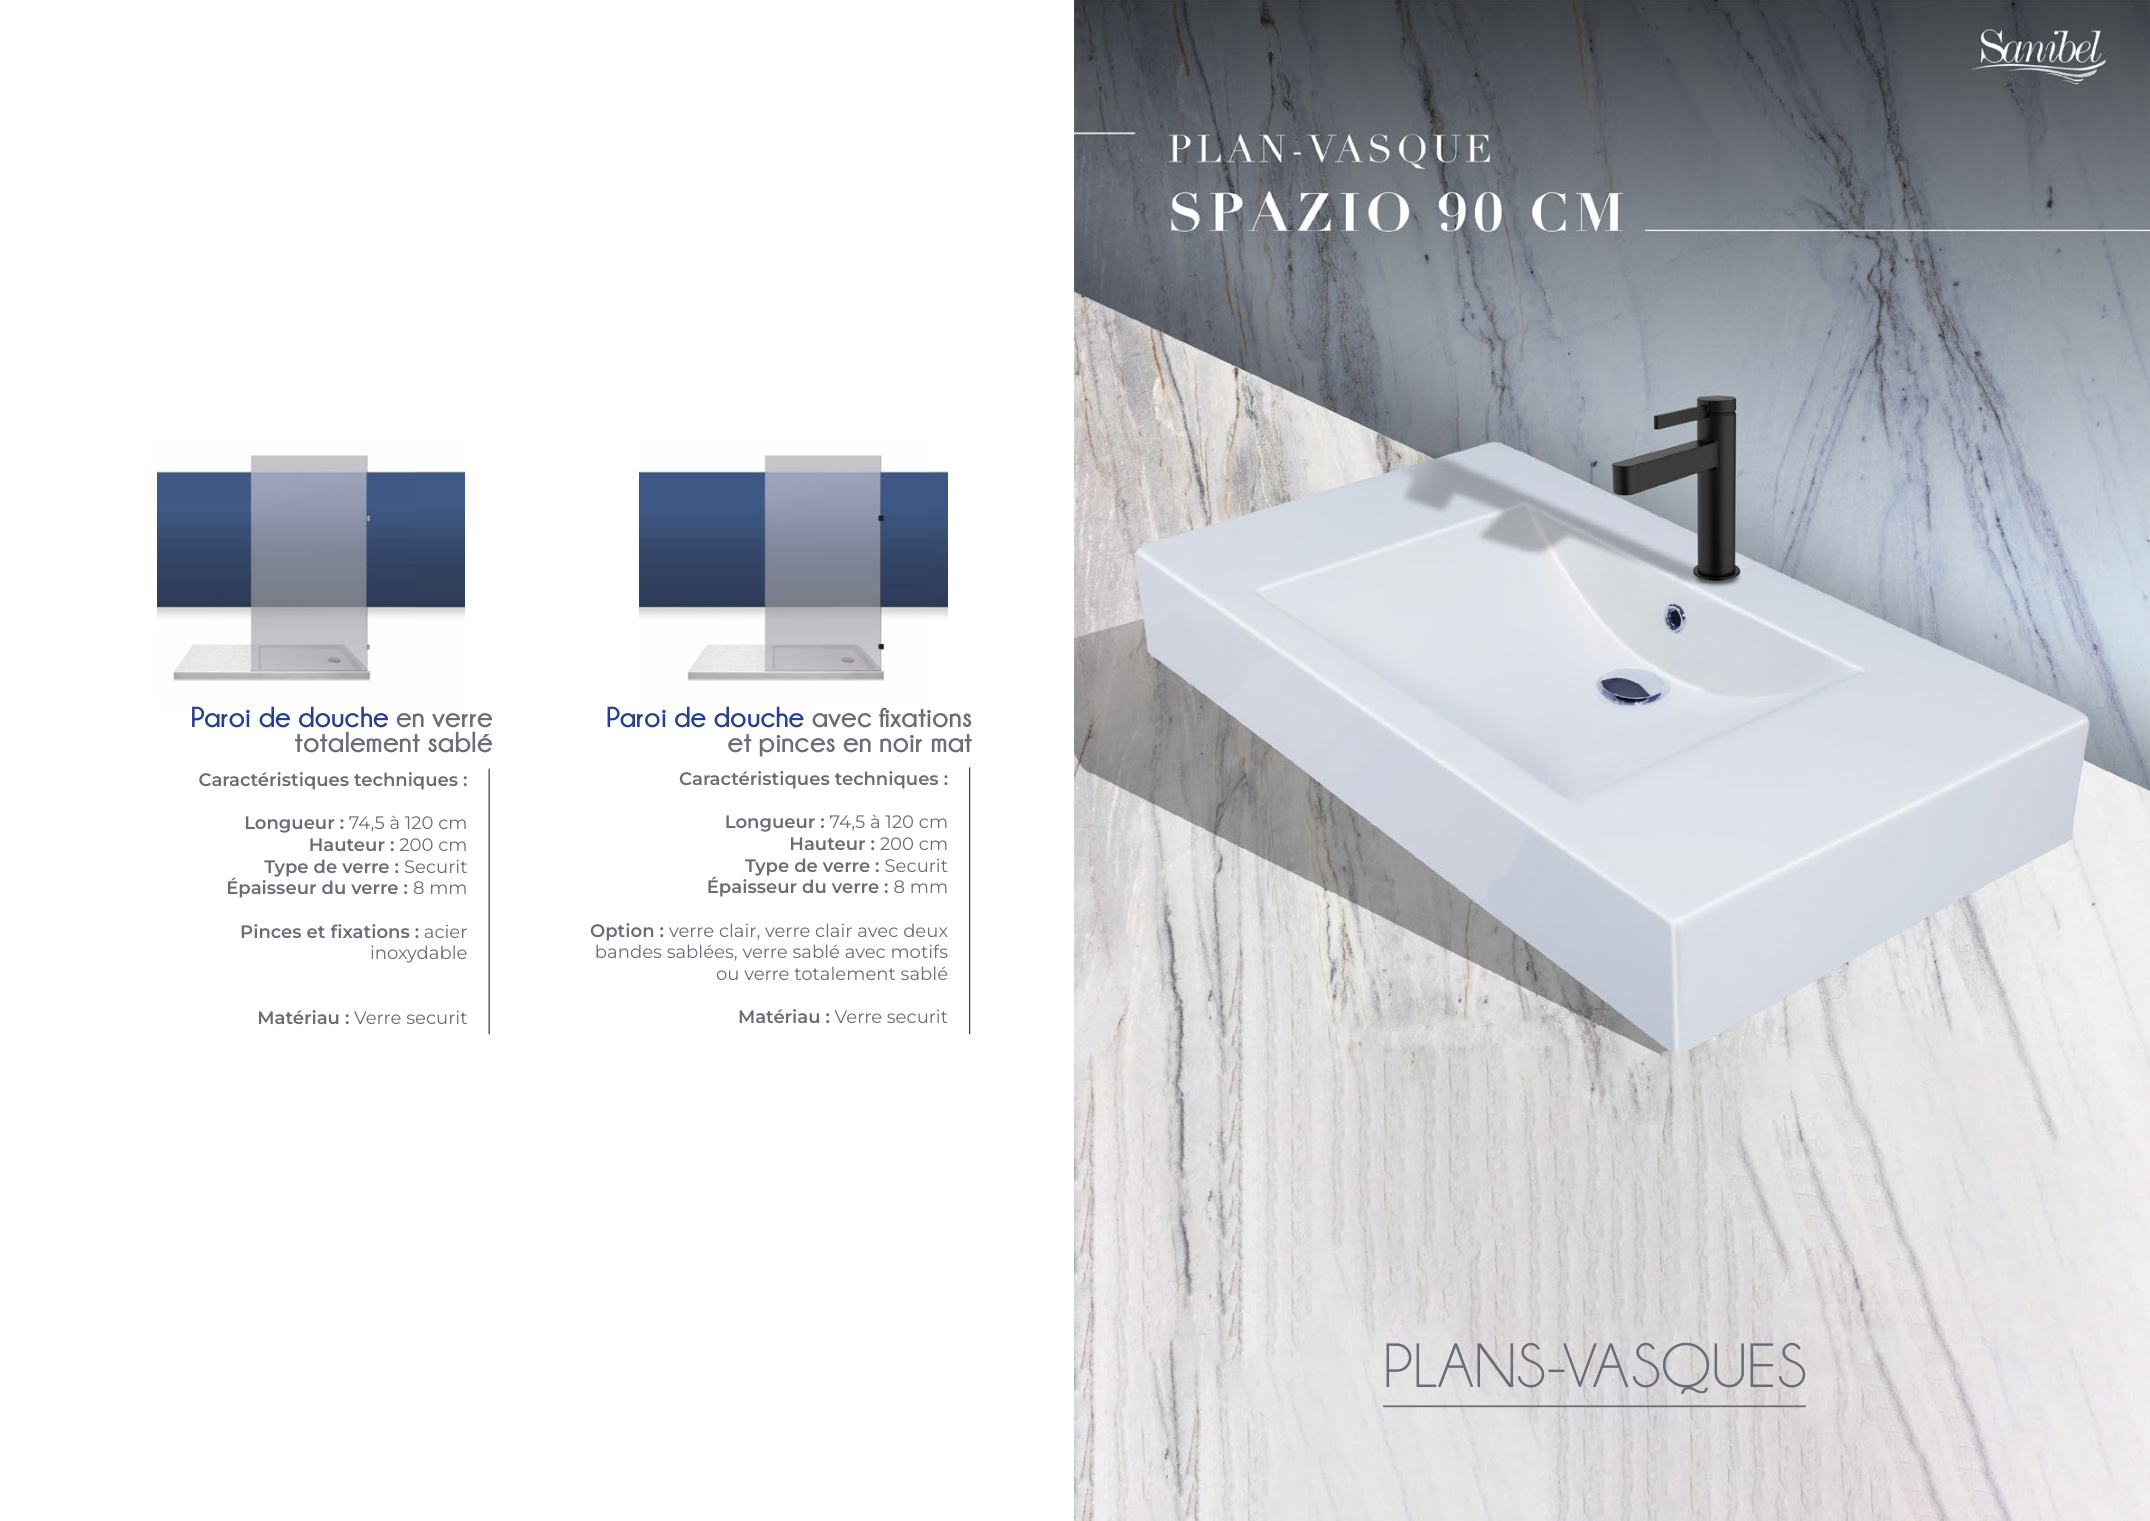 Paroi de douche en verre
totalement sablé
Caractéristiques techniques :
Longueur : 74,5 à 120 cm
Hauteur : 200 cm
Type de verre : Securit
Épaisseur du verre : 8 mm
Pinces et fixations : acier
inoxydable
Matériau : Verre securit
Paroi de douche avec fixations
et pinces en noir mat
Caractéristiques techniques :
Longueur : 74,5 à 120 cm
Hauteur : 200 cm
Type de verre : Securit
Épaisseur du verre : 8 mm
Option : verre clair, verre clair avec deux
bandes sablées, verre sablé avec motifs
ou verre totalement sablé
Matériau : Verre securit
Sanibel
PLAN-VASQUE
SPAZIO 90 CM
PLANS-VASQUES